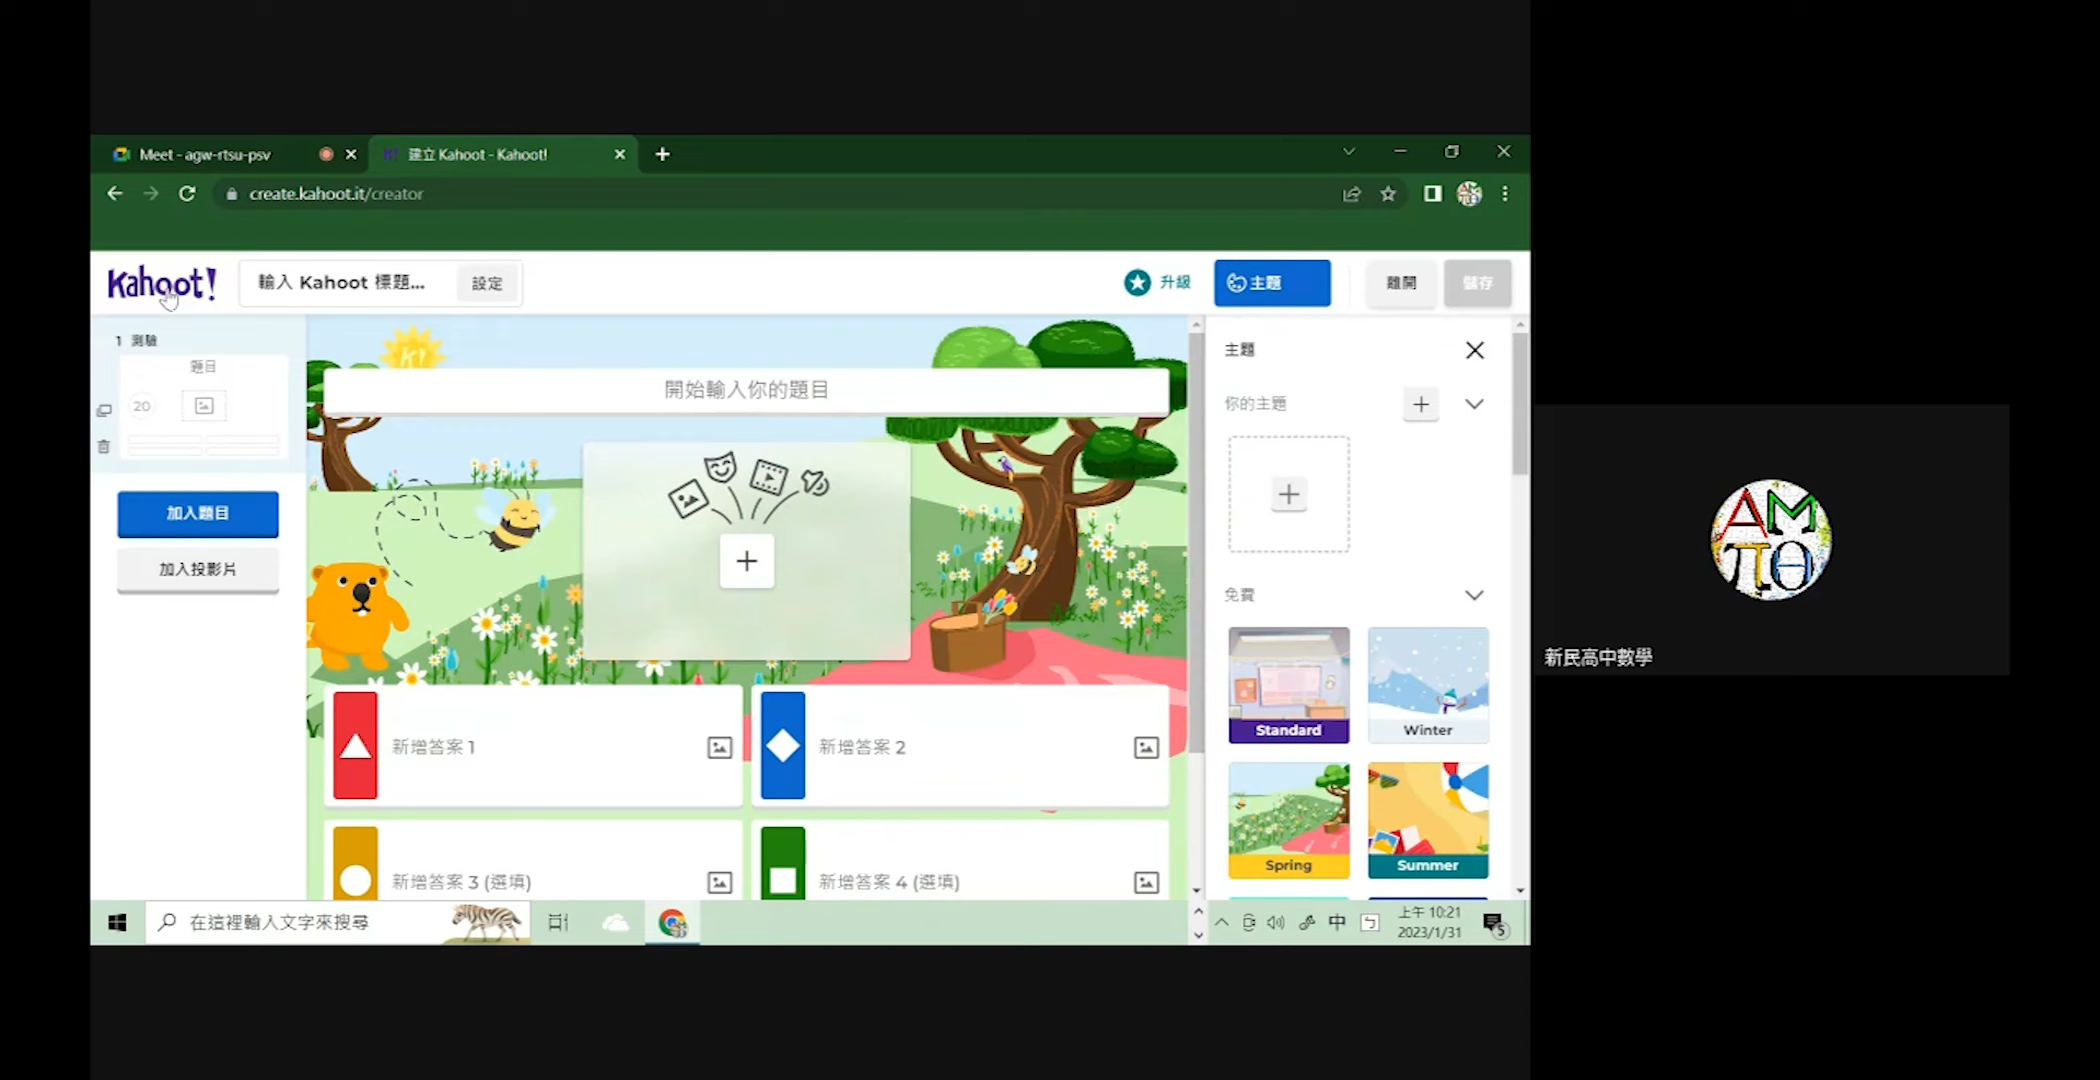 Meet - agw-rtsu-psv
建立 Kahoot - Kahoot!
create.kahoot.it/creator
Kahoot!
輸入 Kahoot 標題...
設定
升級
主題
離開
儲存
1 測驗
題目
20
加入題目
加入投影片
K!
開始輸入你的題目
新增答案 1
新增答案 2
新增答案 3 (選填)
新增答案 4 (選填)
主題
你的主題
免費
Standard
Winter
Spring
Summer
在這裡輸入文字來搜尋
中
ㄅ
上午 10:21
2023/1/31
5
AM
πθ
新民高中數學